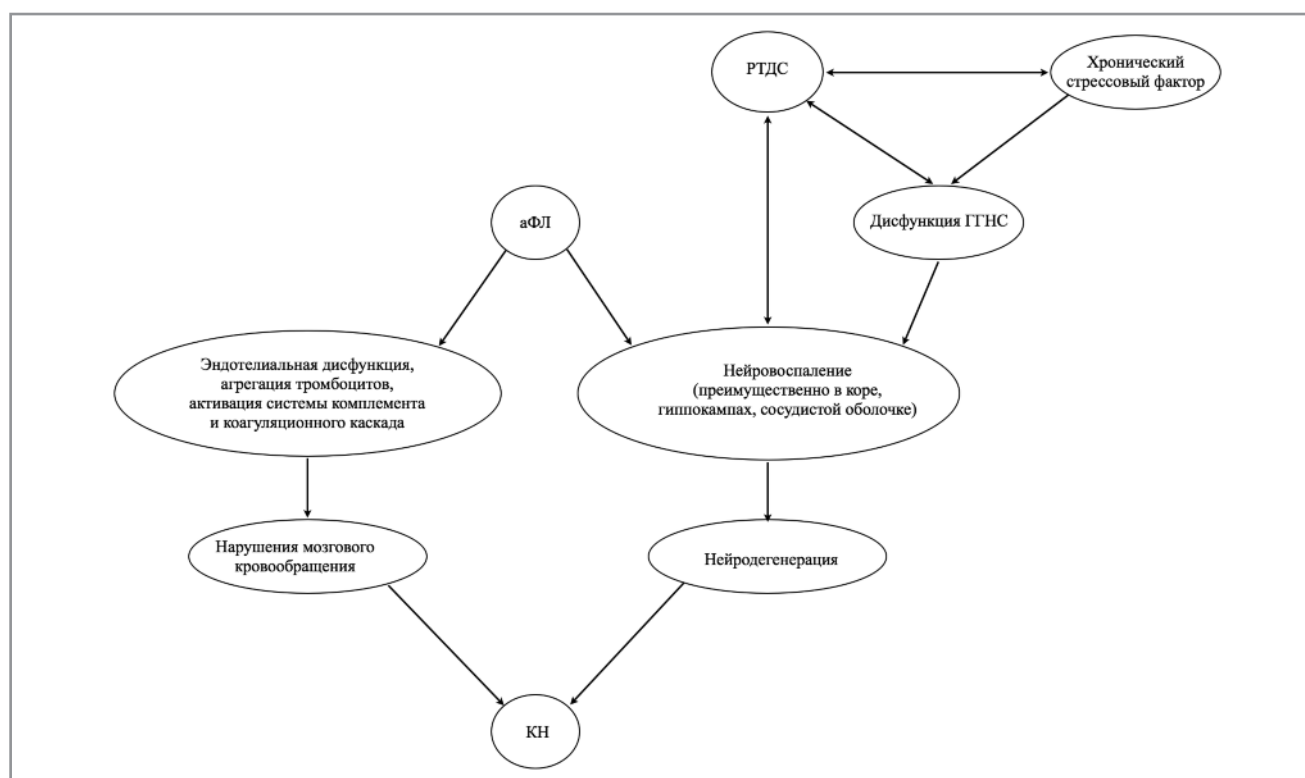 РТДС
Хронический
стрессовый фактор
аФЛ
Дисфункция ГГНС
Эндотелиальная дисфункция,
агрегация тромбоцитов,
активация системы комплемента
и коагуляционного каскада
Нейровоспаление
(преимущественно в коре,
гиппокампах, сосудистой оболочке)
Нарушения мозгового
кровообращения
Нейродегенерация
КН